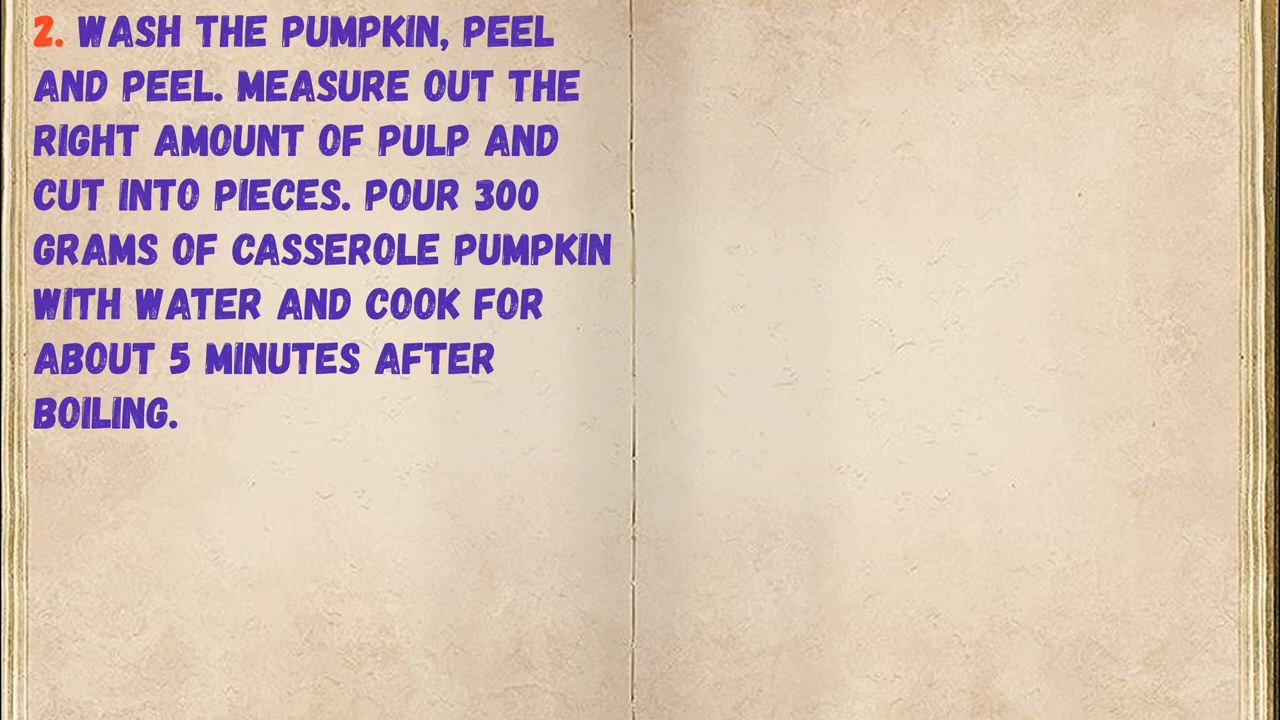 2. WASH THE PUMPKIN, PEEL
AND PEEL. MEASURE OUT THE
RIGHT AMOUNT OF PULP AND
CUT INTO PIECES. POUR 300
GRAMS OF CASSEROLE PUMPKIN
WITH WATER AND COOK FOR
ABOUT 5 MINUTES AFTER
BOILING.